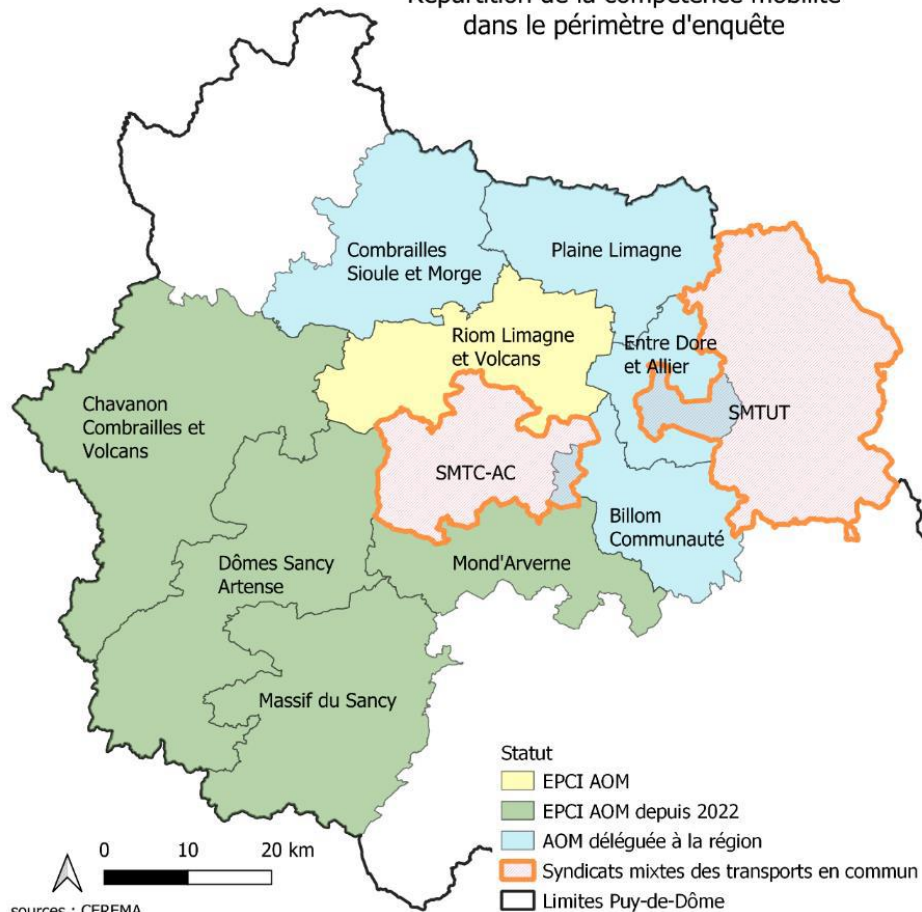 Répartition de la compétence mobilité
dans le périmètre d'enquête
Combrailles
Sioule et Morge
Plaine Limagne
Riom Limagne
et Volcans
Entre Dore
et Allier
Chavanon
Combrailles et
Volcans
SMTUT
SMTC-AC
Billom
Communauté
Dômes Sancy
Artense
Mond'Arverne
Massif du Sancy
Statut
EPCI AOM
EPCI AOM depuis 2022
AOM déléguée à la région
Syndicats mixtes des transports en commun
Limites Puy-de-Dôme
0 10 20 km
sources : CEREMA